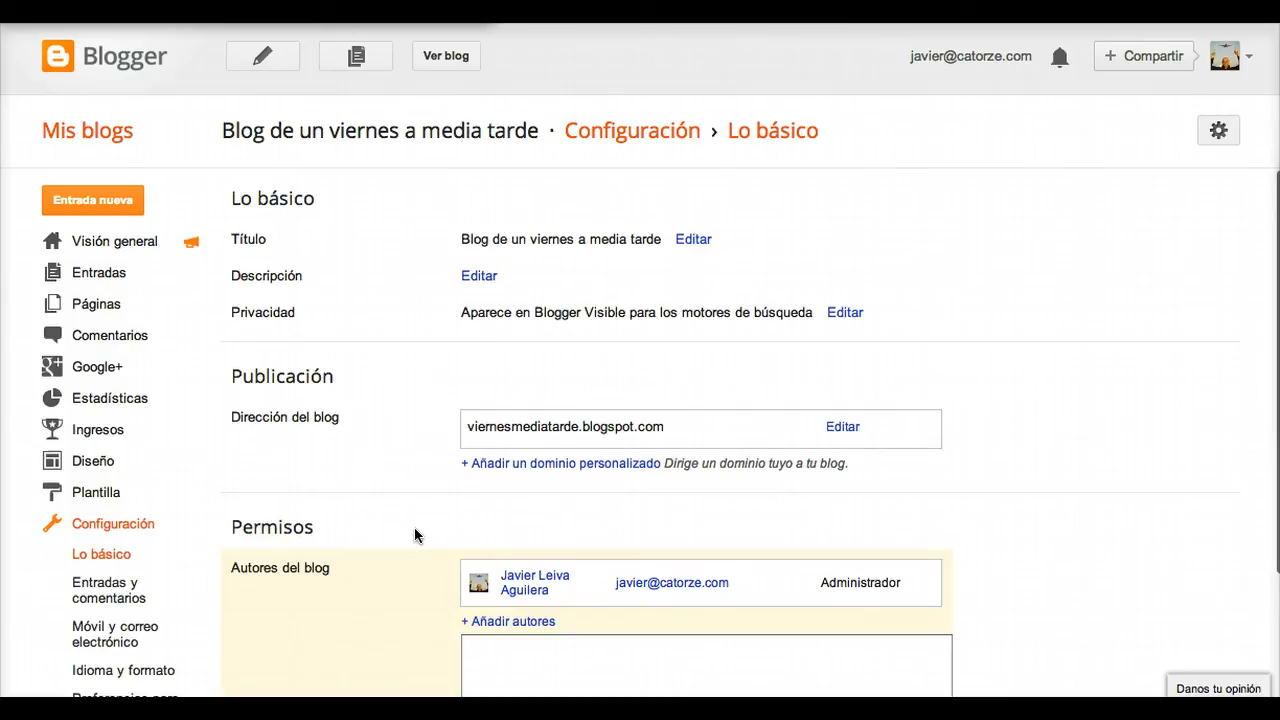 Blogger
Ver blog
javier@catorze.com
+ Compartir
Mis blogs
Blog de un viernes a media tarde · Configuración › Lo básico
Entrada nueva
Visión general
Entradas
Páginas
Comentarios
Google+
Estadísticas
Ingresos
Diseño
Plantilla
Configuración
Lo básico
Entradas y
comentarios
Móvil y correo
electrónico
Idioma y formato
Lo básico
Título
Blog de un viernes a media tarde Editar
Descripción
Editar
Privacidad
Aparece en Blogger Visible para los motores de búsqueda Editar
Publicación
Dirección del blog
viernesmediatarde.blogspot.com Editar
+ Añadir un dominio personalizado Dirige un dominio tuyo a tu blog.
Permisos
Autores del blog
Javier Leiva
Aguilera
javier@catorze.com
Administrador
+ Añadir autores
Danos tu opinión